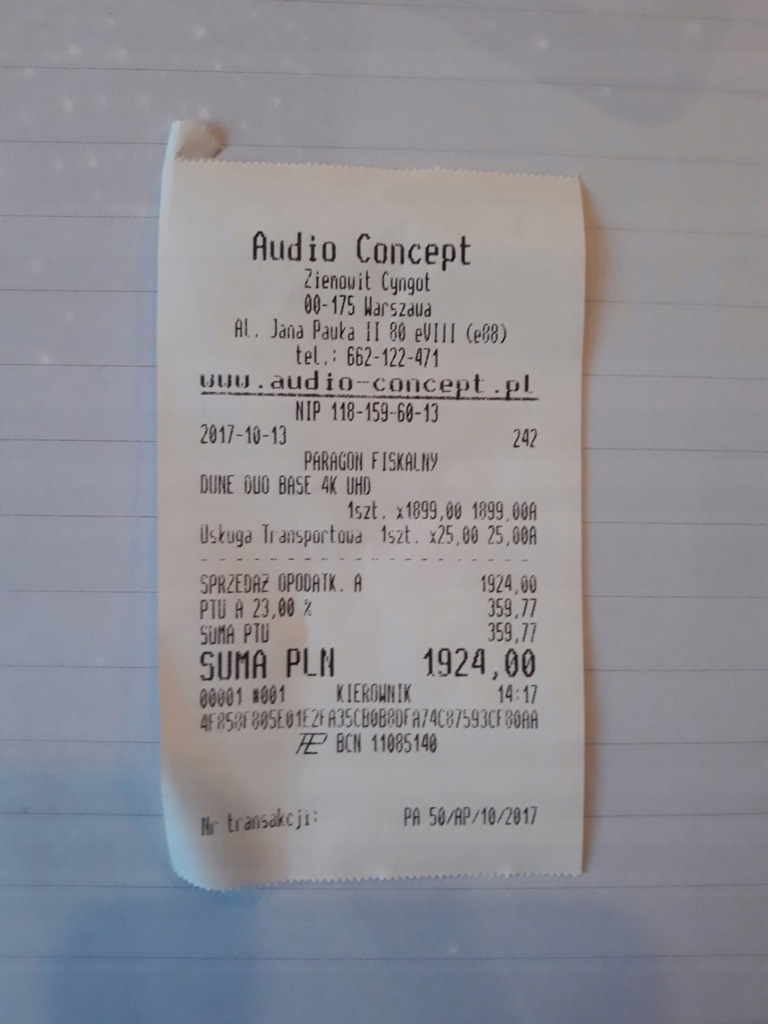 Audio Concept
Zienowit Cyngot
00-175 Warszawa
Al. Jana Pawła II 80 eVIII (e88)
tel.: 662-122-471
www.audio-concept.pl
NIP 118-159-60-13
2017-10-13 242
PARAGON FISKALNY
DUNE DUO BASE 4K UHD
1szt. x1899,00 1899,00A
Usługa Transportowa 1szt. x25,00 25,00A
SPRZEDAŻ OPODATK. A 1924,00
PTU A 23,00 % 359,77
SUMA PTU 359,77
SUMA PLN 1924,00
00001 #001 KIEROWNIK 14:17
4F858F805E01E2FA35CB0B8DFA74C87593CF80AA
BCN 11085140
Nr transakcji: PA 50/AP/10/2017